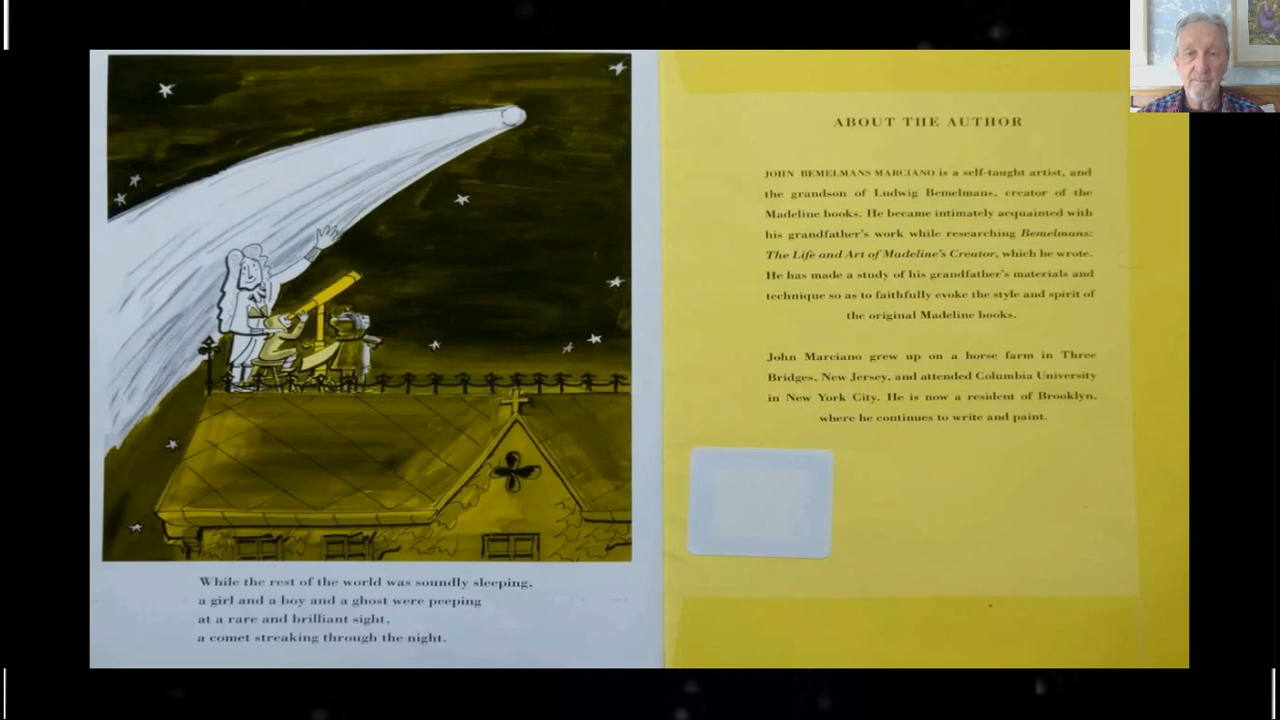 While the rest of the world was soundly sleeping,
a girl and a boy and a ghost were peeping
at a rare and brilliant sight,
a comet streaking through the night.
ABOUT THE AUTHOR
JOHN BEMELMANS MARCIANO is a self-taught artist, and
the grandson of Ludwig Bemelmans, creator of the
Madeline books. He became intimately acquainted with
his grandfather's work while researching Bemelmans:
The Life and Art of Madeline's Creator, which he wrote.
He has made a study of his grandfather's materials and
technique so as to faithfully evoke the style and spirit of
the original Madeline books.
John Marciano grew up on a horse farm in Three
Bridges, New Jersey, and attended Columbia University
in New York City. He is now a resident of Brooklyn,
where he continues to write and paint.